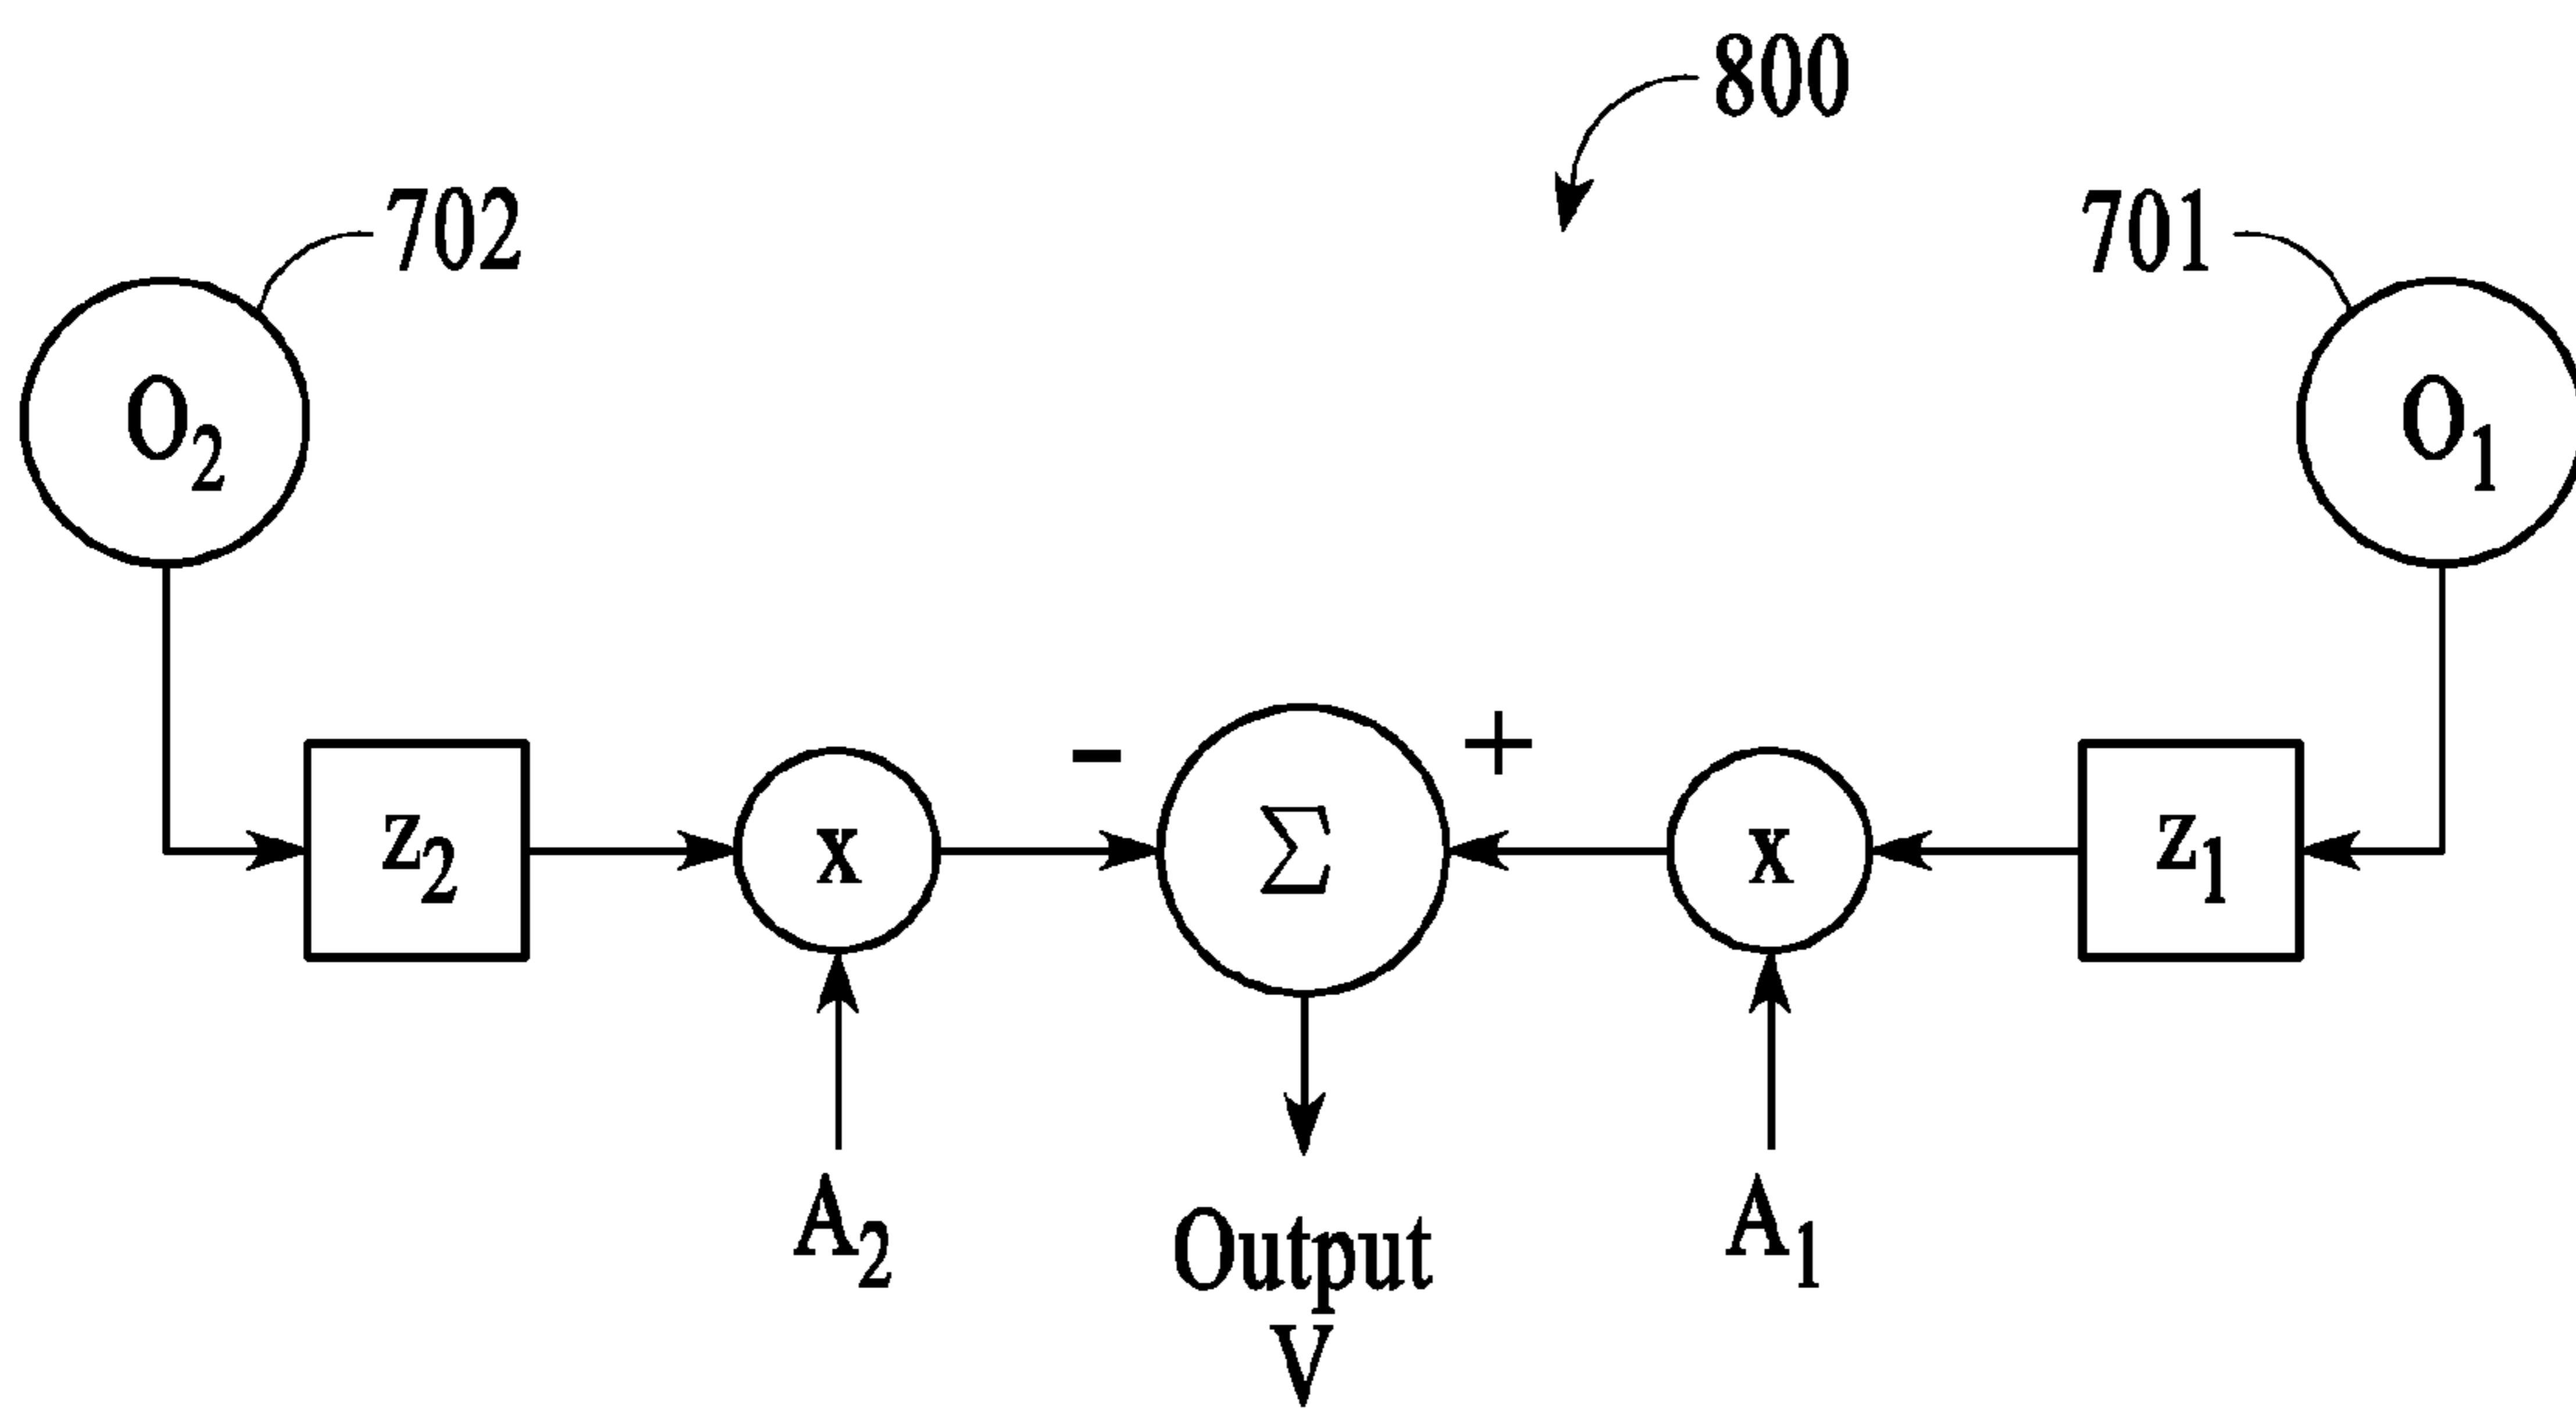 800
702
701
O₂
O₁
− +
z₂ x Σ x z₁
A₂ Output A₁
V